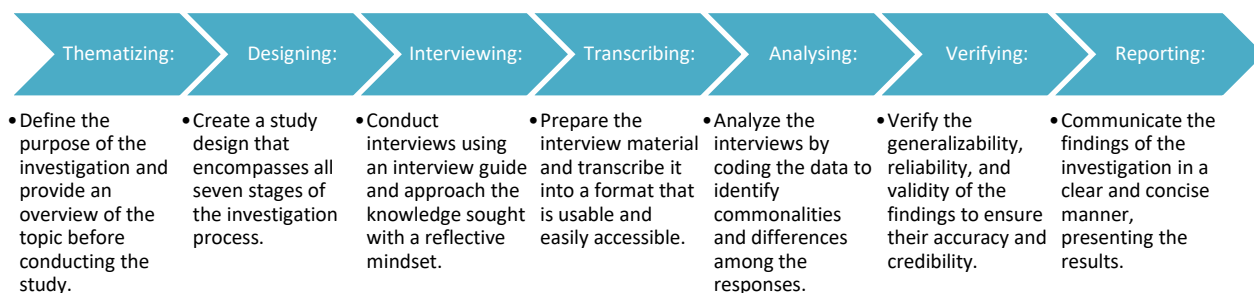 Thematizing:
Designing:
Interviewing:
Transcribing:
Analysing:
Verifying:
Reporting:
•Define the
purpose of the
investigation and
provide an
overview of the
topic before
conducting the
study.
•Create a study
design that
encompasses all
seven stages of
the investigation
process.
•Conduct
interviews using
an interview guide
and approach the
knowledge sought
with a reflective
mindset.
•Prepare the
interview material
and transcribe it
into a format that
is usable and
easily accessible.
•Analyze the
interviews by
coding the data to
identify
commonalities
and differences
among the
responses.
•Verify the
generalizability,
reliability, and
validity of the
findings to ensure
their accuracy and
credibility.
•Communicate the
findings of the
investigation in a
clear and concise
manner,
presenting the
results.